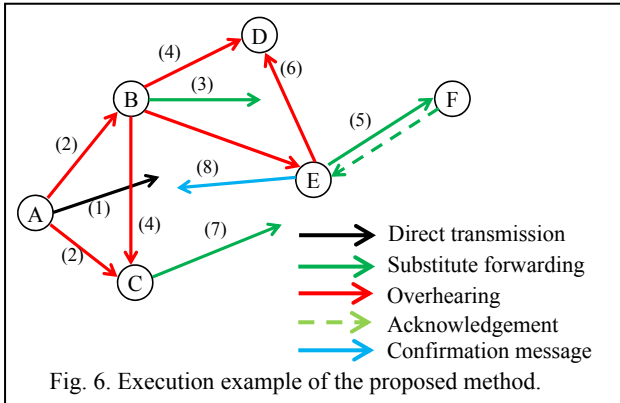 (4)
D
(3)
(6)
B
F
(5)
(2)
(8)
E
A
(1)
(4)
(7)
(2)
C
Direct transmission
Substitute forwarding
Overhearing
Acknowledgement
Confirmation message
Fig. 6. Execution example of the proposed method.